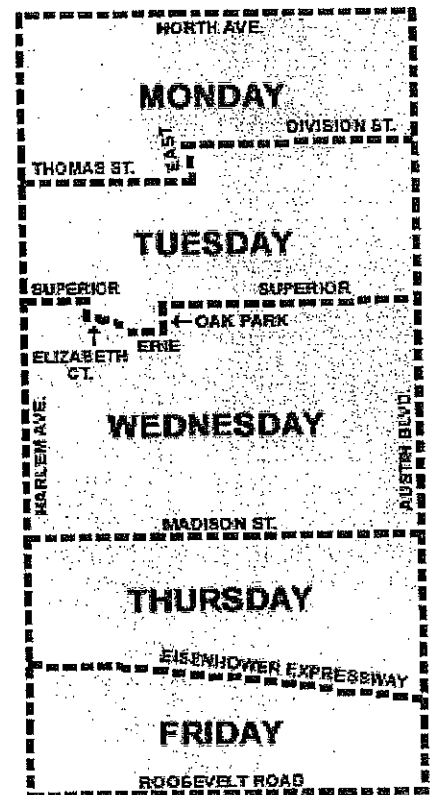 NORTH AVE.
MONDAY
DIVISION ST.
EAST
THOMAS ST.
TUESDAY
SUPERIOR
SUPERIOR
OAK PARK
ERIE
ELIZABETH
CT.
HARLEM AVE.
WEDNESDAY
AUSTIN BLVD.
MADISON ST.
THURSDAY
EISENHOWER EXPRESSWAY
FRIDAY
ROOSEVELT ROAD